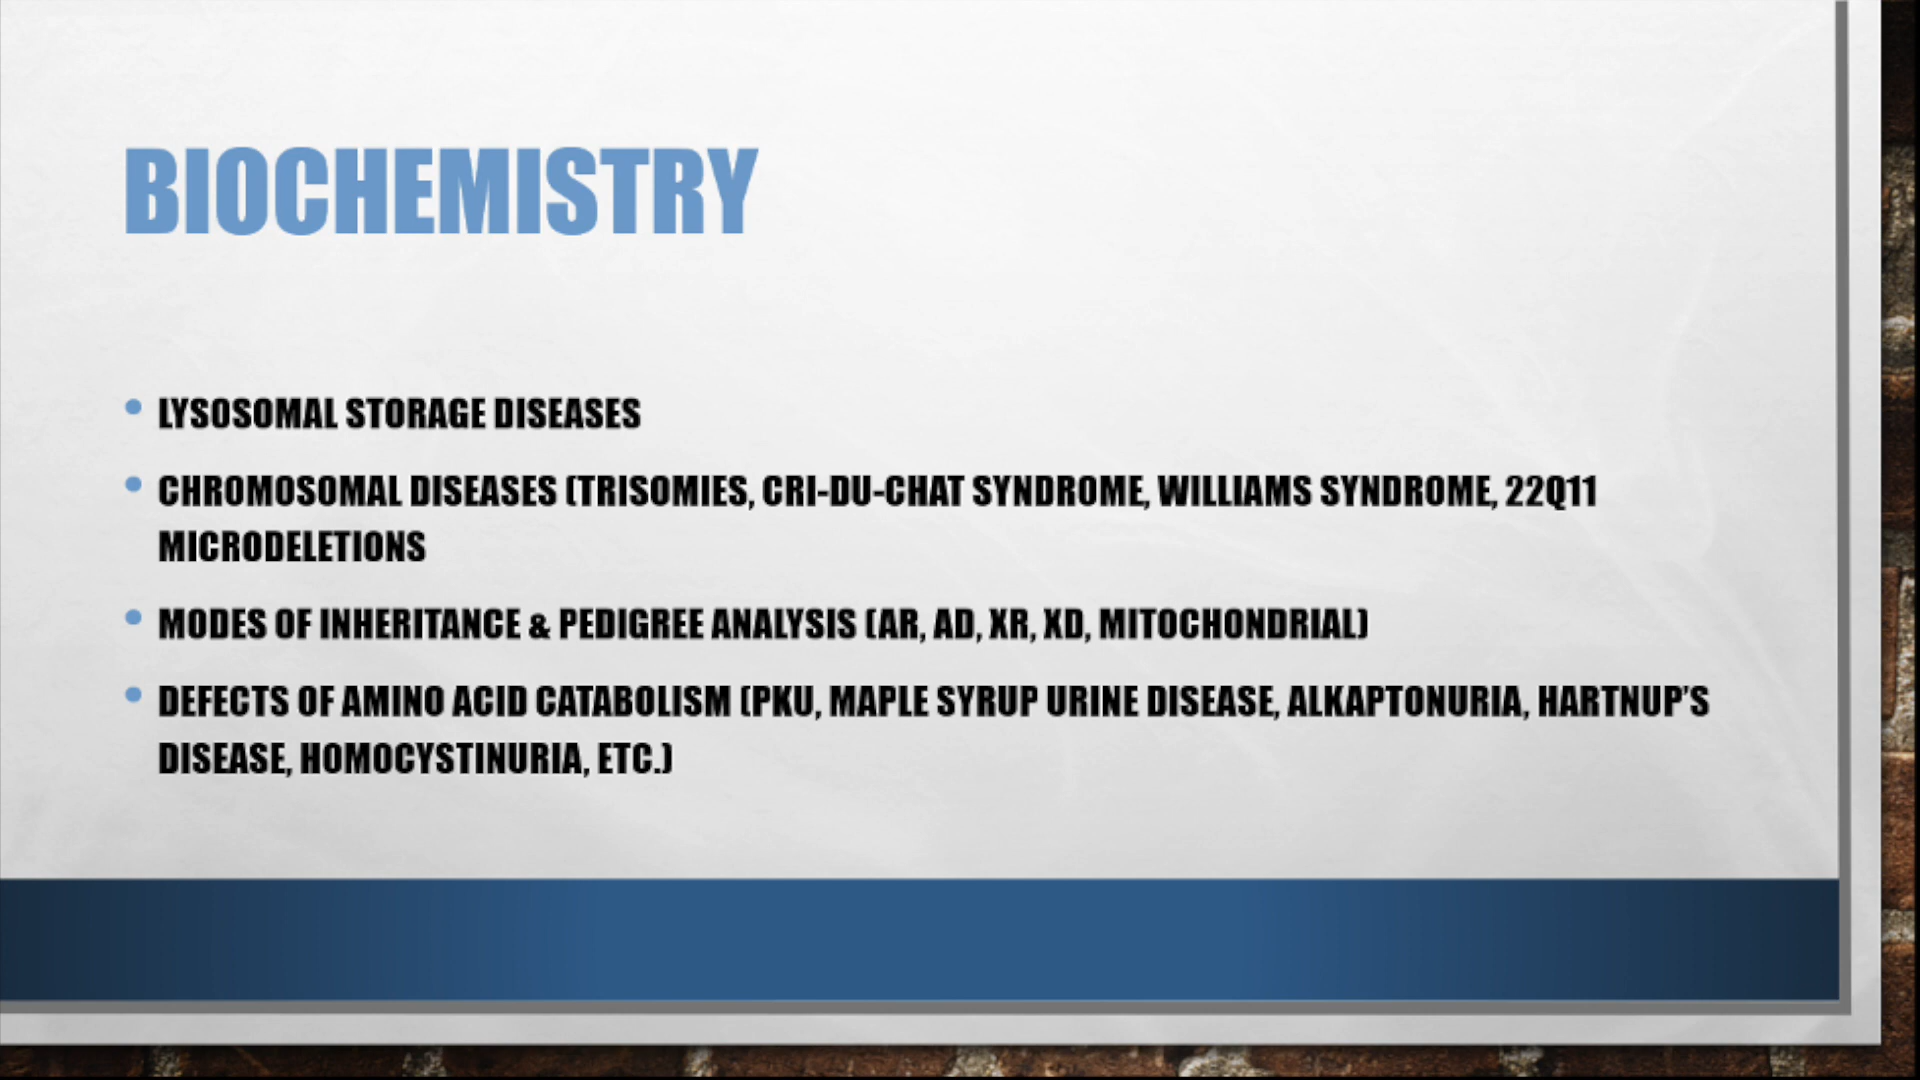 BIOCHEMISTRY
• LYSOSOMAL STORAGE DISEASES
• CHROMOSOMAL DISEASES (TRISOMIES, CRI-DU-CHAT SYNDROME, WILLIAMS SYNDROME, 22Q11
MICRODELETIONS
• MODES OF INHERITANCE & PEDIGREE ANALYSIS (AR, AD, XR, XD, MITOCHONDRIAL)
• DEFECTS OF AMINO ACID CATABOLISM (PKU, MAPLE SYRUP URINE DISEASE, ALKAPTONURIA, HARTNUP’S
DISEASE, HOMOCYSTINURIA, ETC.)